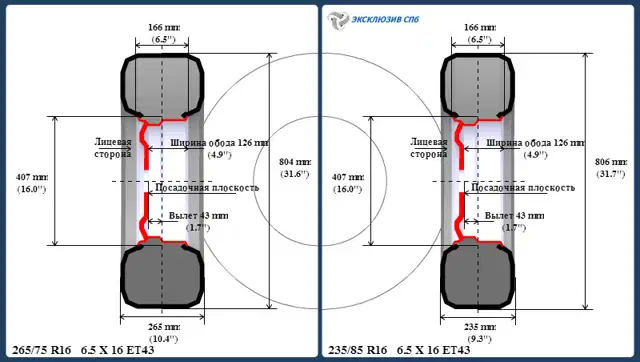 166 mm
(6.5")
Лицевая
сторона
Ширина обода 126 mm
(4.9")
407 mm
(16.0")
804 mm
(31.6")
Посадочная плоскость
Вылет 43 mm
(1.7")
265 mm
(10.4")
265/75 R16 6.5 X 16 ET43
ЭКСКЛЮЗИВ СПб
166 mm
(6.5")
Лицевая
сторона
Ширина обода 126 mm
(4.9")
407 mm
(16.0")
806 mm
(31.7")
Посадочная плоскость
Вылет 43 mm
(1.7")
235 mm
(9.3")
235/85 R16 6.5 X 16 ET43